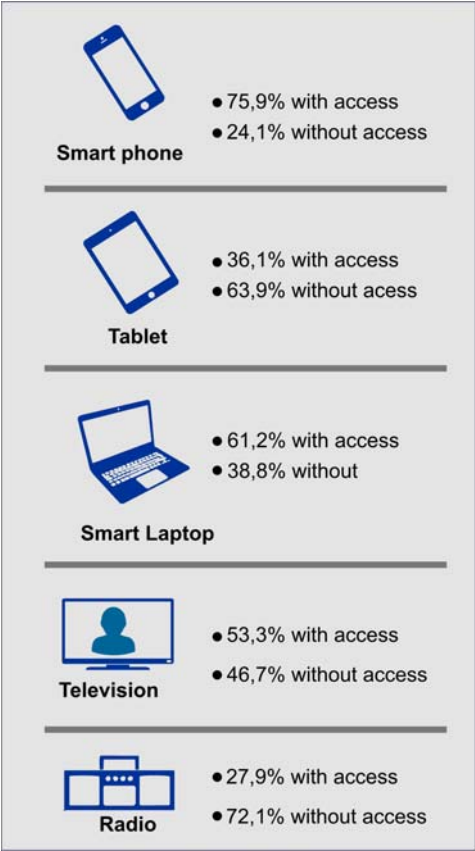 Smart phone
● 75,9% with access
● 24,1% without access
Tablet
● 36,1% with access
● 63,9% without acess
Smart Laptop
● 61,2% with access
● 38,8% without
Television
● 53,3% with access
● 46,7% without access
Radio
● 27,9% with access
● 72,1% without access